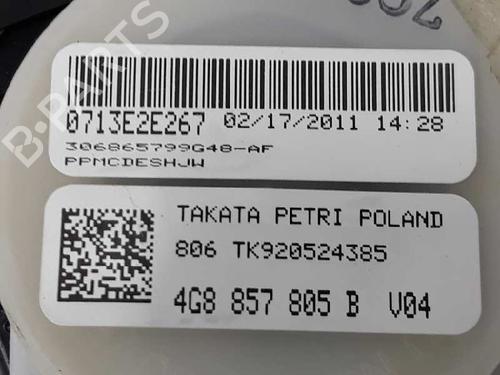 0713E2E267 02/17/2011 14:28
306865799G48-AF
PPMCDESHJW
TAKATA PETRI POLAND
806 TK920524385
4G8 857 805 B V04
B-PARTS